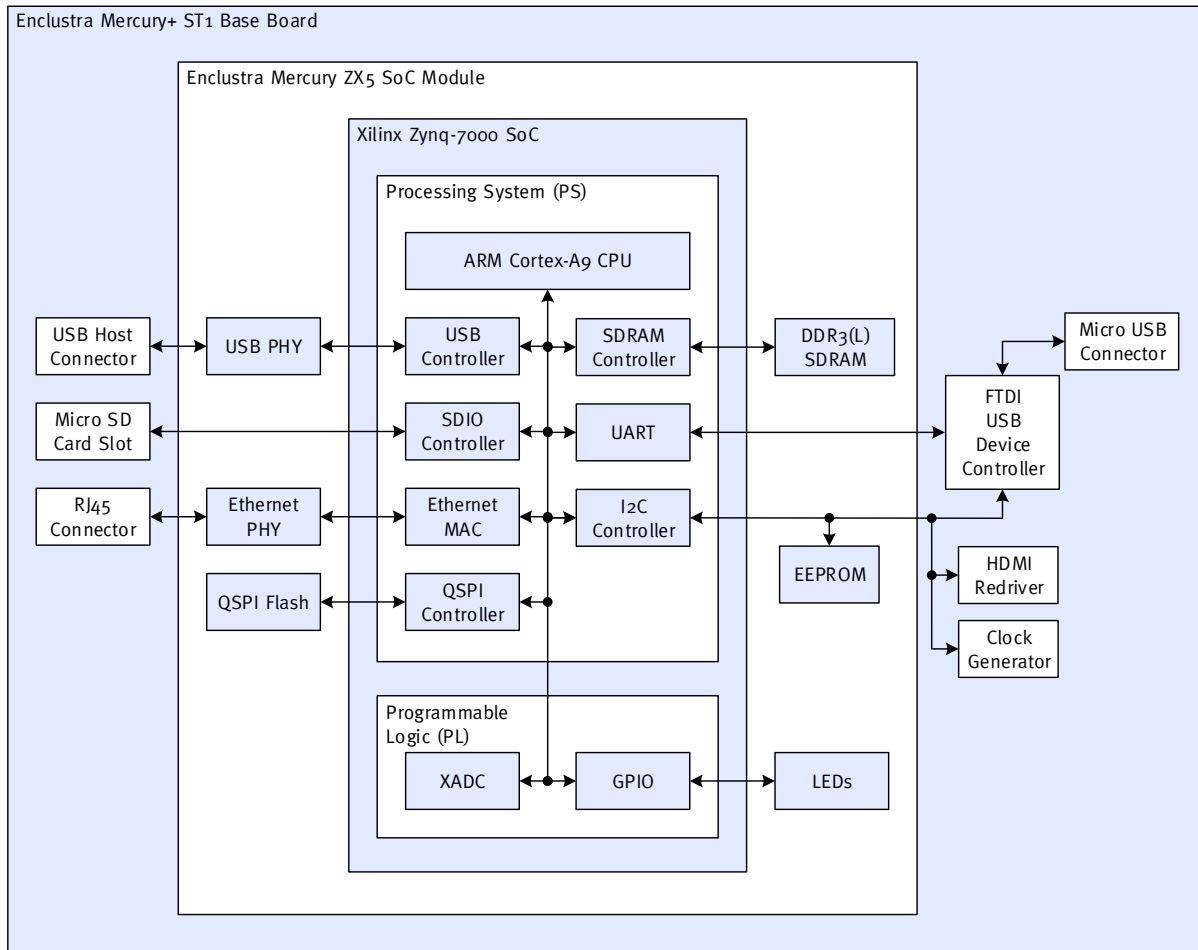 Enclustra Mercury+ ST1 Base Board
Enclustra Mercury ZX5 SoC Module
Xilinx Zynq-7000 SoC
Processing System (PS)
ARM Cortex-A9 CPU
USB Host
Connector
USB PHY
USB
Controller
SDRAM
Controller
DDR3(L)
SDRAM
Micro USB
Connector
Micro SD
Card Slot
SDIO
Controller
UART
FTDI
USB
Device
Controller
RJ45
Connector
Ethernet
PHY
Ethernet
MAC
I2C
Controller
EEPROM
HDMI
Redriver
QSPI Flash
QSPI
Controller
Clock
Generator
Programmable
Logic (PL)
XADC
GPIO
LEDs